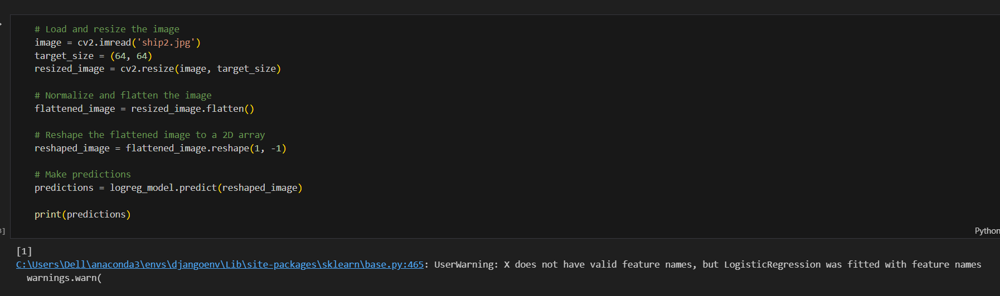 # Load and resize the image
image = cv2.imread('ship2.jpg')
target_size = (64, 64)
resized_image = cv2.resize(image, target_size)
# Normalize and flatten the image
flattened_image = resized_image.flatten()
# Reshape the flattened image to a 2D array
reshaped_image = flattened_image.reshape(1, -1)
# Make predictions
predictions = logreg_model.predict(reshaped_image)
print(predictions)
Python
[1]
C:\Users\Dell\anaconda3\envs\djangoenv\Lib\site-packages\sklearn\base.py:465: UserWarning: X does not have valid feature names, but LogisticRegression was fitted with feature names
warnings.warn(